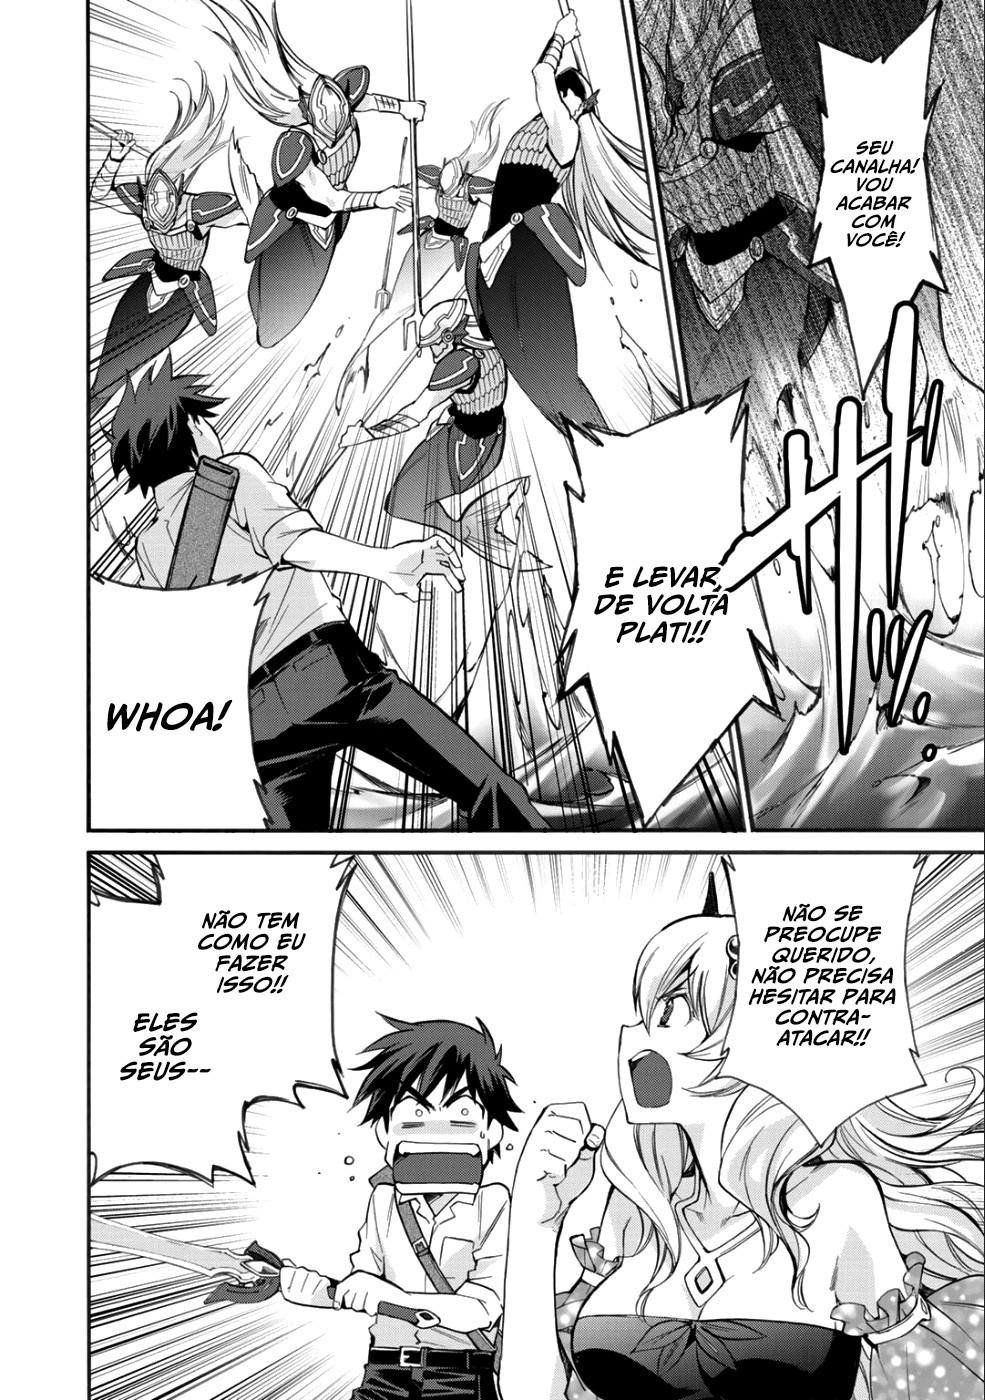 SEU
CANALHA!
VOU
ACABAR
COM
VOCÊ!
E LEVAR
DE VOLTA
PLATI!!
WHOA!
NÃO SE
PREOCUPE
QUERIDO,
NÃO PRECISA
HESITAR PARA
CONTRA-
ATACAR!!
NÃO TEM
COMO EU
FAZER
ISSO!!
ELES
SÃO
SEUS--